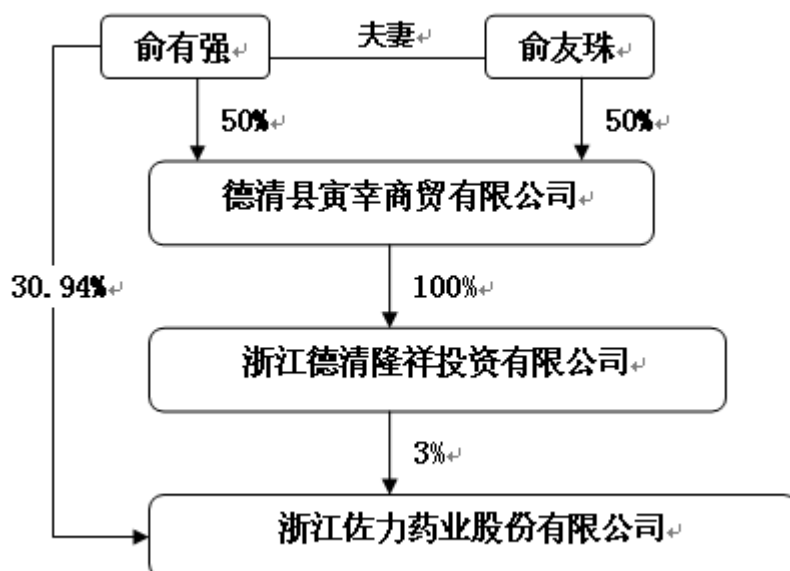 俞有强
夫妻
俞友珠
50%
50%
德清县寅幸商贸有限公司
30.94%
100%
浙江德清隆祥投资有限公司
3%
浙江佐力药业股份有限公司